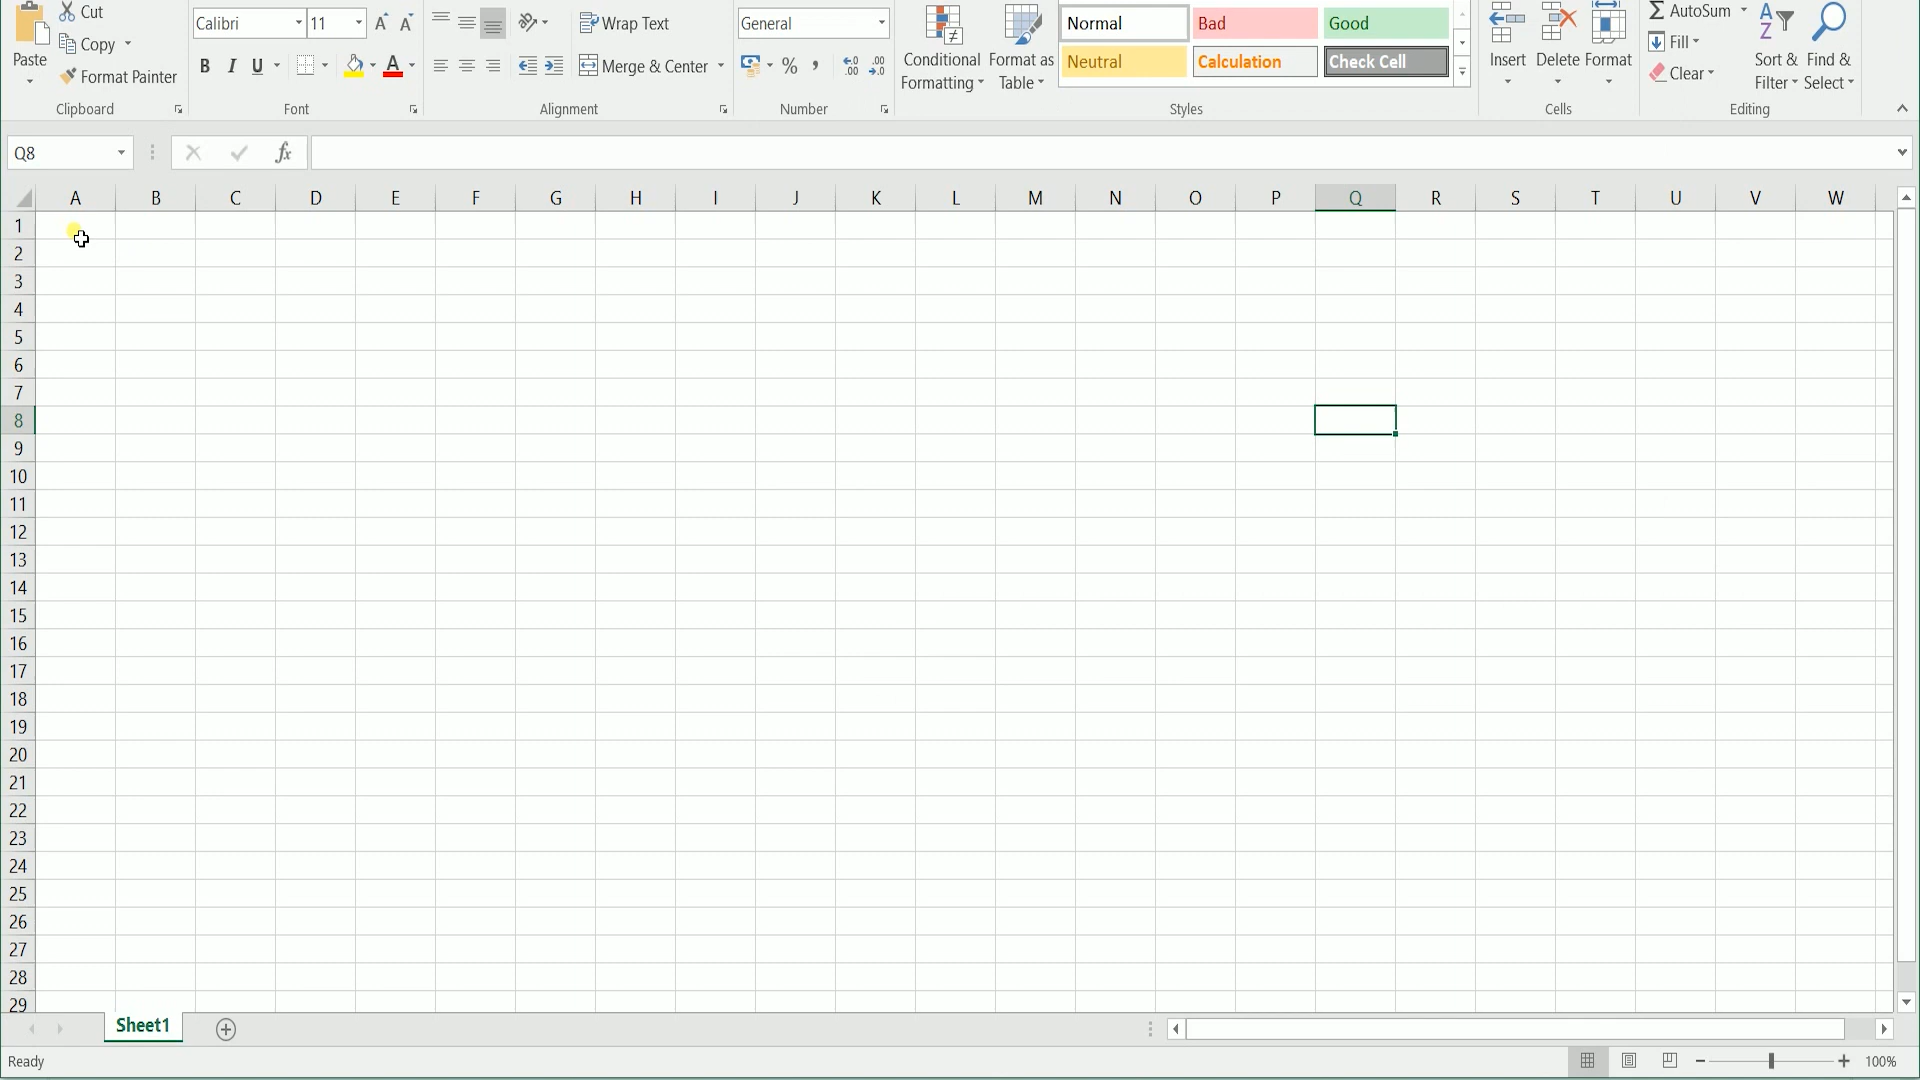 Cut
Calibri 11
Wrap Text
General
Normal Bad Good
AutoSum
Copy
Fill
Paste
Format Painter
B I U
Merge & Center
% ,
Conditional Formatting
Format as Table
Neutral Calculation Check Cell
Insert Delete Format
Clear
Sort & Filter
Find & Select
Clipboard Font Alignment Number Styles Cells Editing
Q8 fx
A B C D E F G H I J K L M N O P Q R S T U V W
1
2
3
4
5
6
7
8
9
10
11
12
13
14
15
16
17
18
19
20
21
22
23
24
25
26
27
28
29
Sheet1
Ready 100%